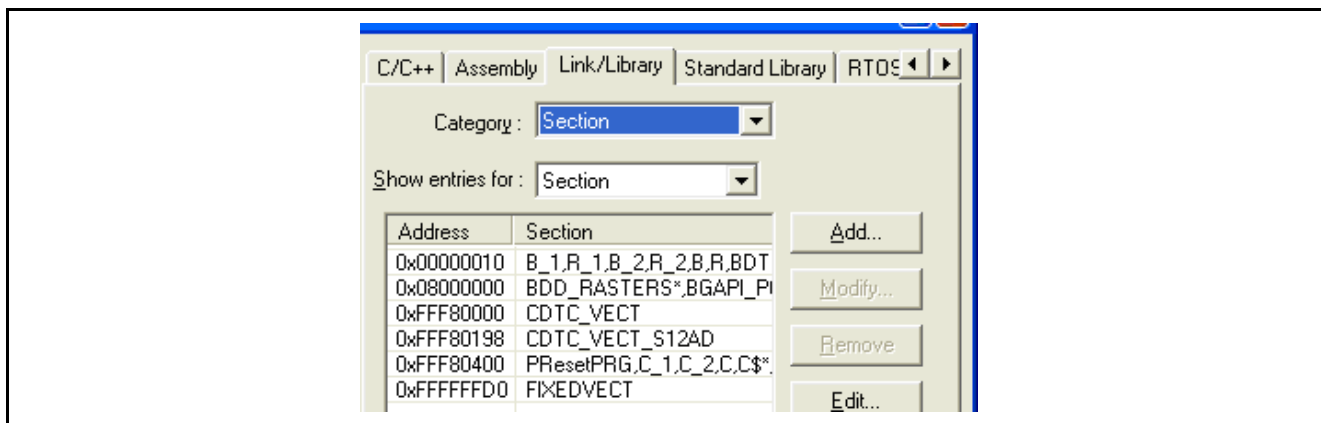 C/C++ Assembly Link/Library Standard Library RTOS
Category : Section
Show entries for : Section
Address Section Add...
0x00000010 B_1,R_1,B_2,R_2,B,R,BDT
0x08000000 BDD_RASTERS*,BGAPI_P Modify...
0xFFF80000 CDTC_VECT
0xFFF80198 CDTC_VECT_S12AD Remove
0xFFF80400 PResetPRG,C_1,C_2,C,C$*,
0xFFFFFFD0 FIXEDVECT Edit...